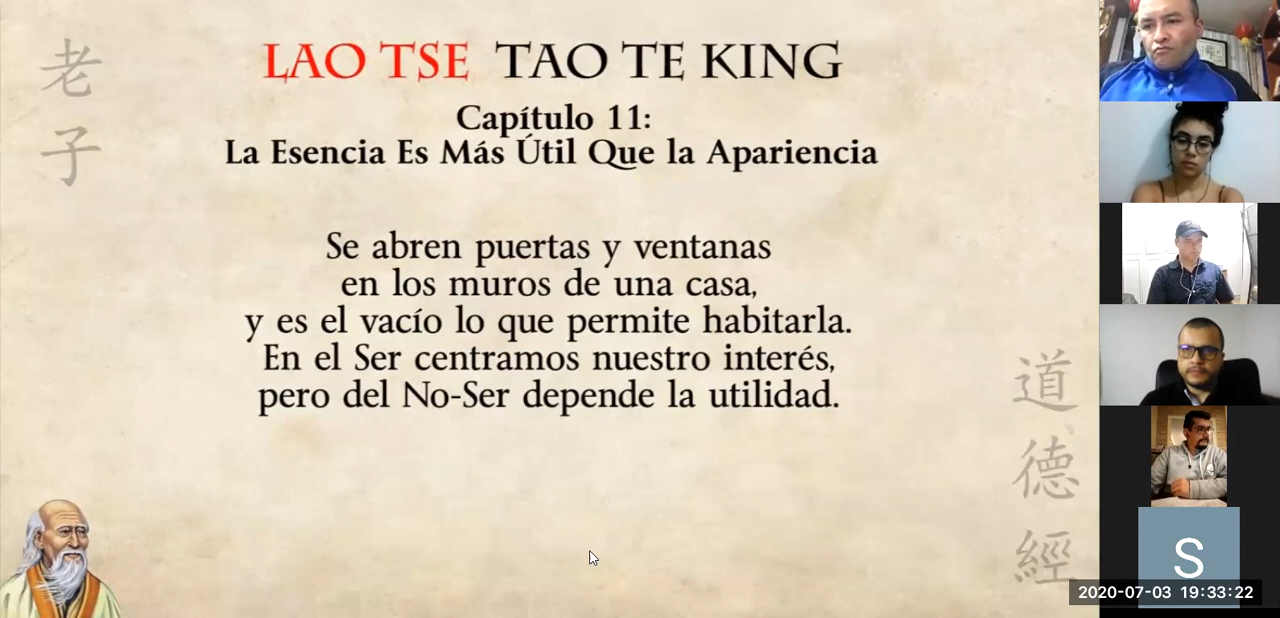 老
子
LAO TSE TAO TE KING
Capítulo 11:
La Esencia Es Más Útil Que la Apariencia
Se abren puertas y ventanas
en los muros de una casa,
y es el vacío lo que permite habitarla.
En el Ser centramos nuestro interés,
pero del No-Ser depende la utilidad.
道
德
經
S
2020-07-03 19:33:22